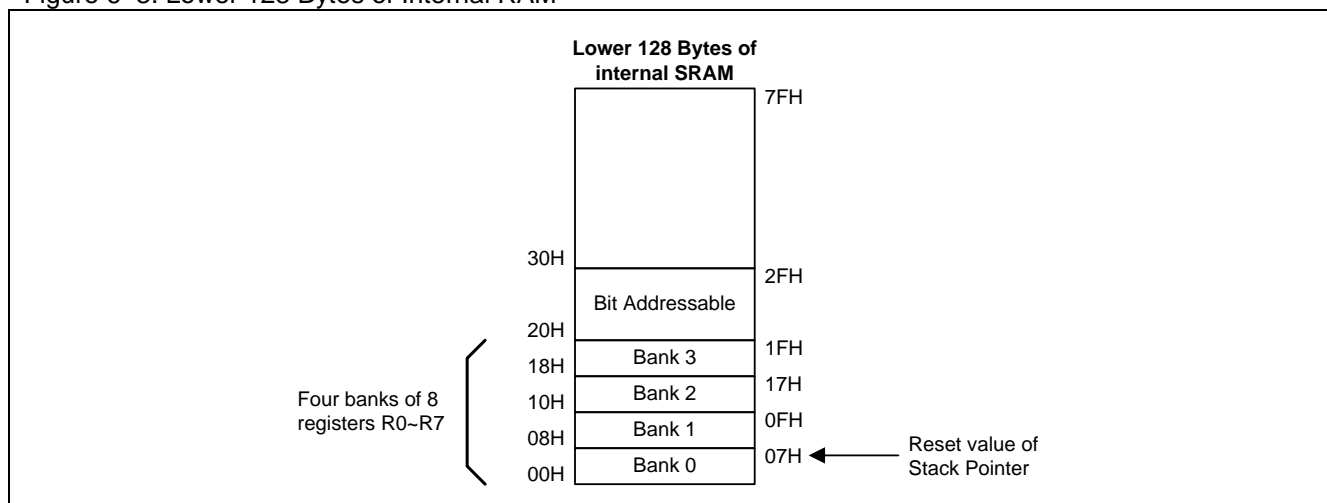 Lower 128 Bytes of
internal SRAM
7FH
30H
2FH
Bit Addressable
20H
1FH
Bank 3
18H
17H
Bank 2
10H
0FH
Four banks of 8
registers R0~R7
Bank 1
08H
07H
Reset value of
Stack Pointer
Bank 0
00H